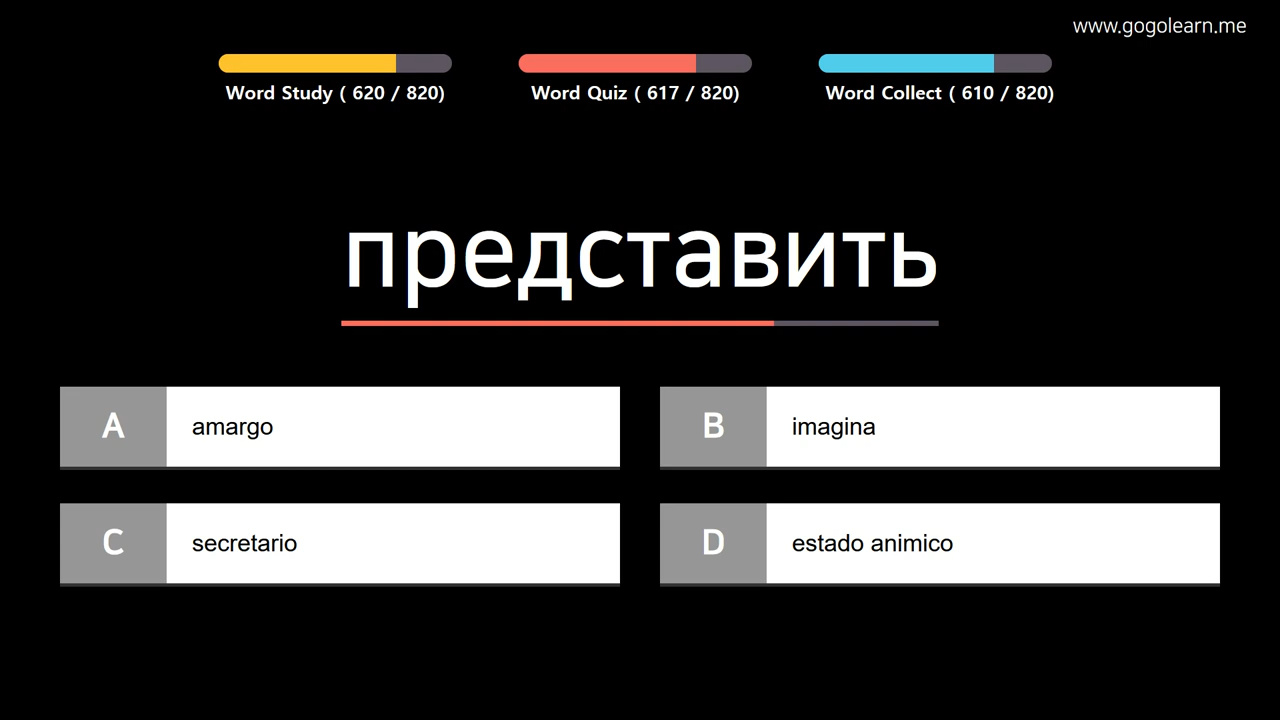 www.gogolearn.me
Word Study ( 620 / 820)
Word Quiz ( 617 / 820)
Word Collect ( 610 / 820)
представить
A amargo
B imagina
C secretario
D estado animico